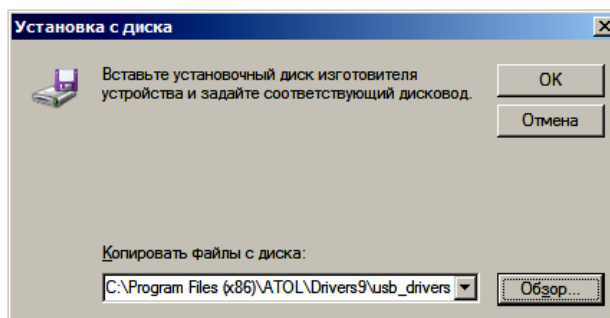 Установка с диска
Вставьте установочный диск изготовителя
устройства и задайте соответствующий дисковод.
OK
Отмена
Копировать файлы с диска:
C:\Program Files (x86)\ATOL\Drivers9\usb_drivers
Обзор...